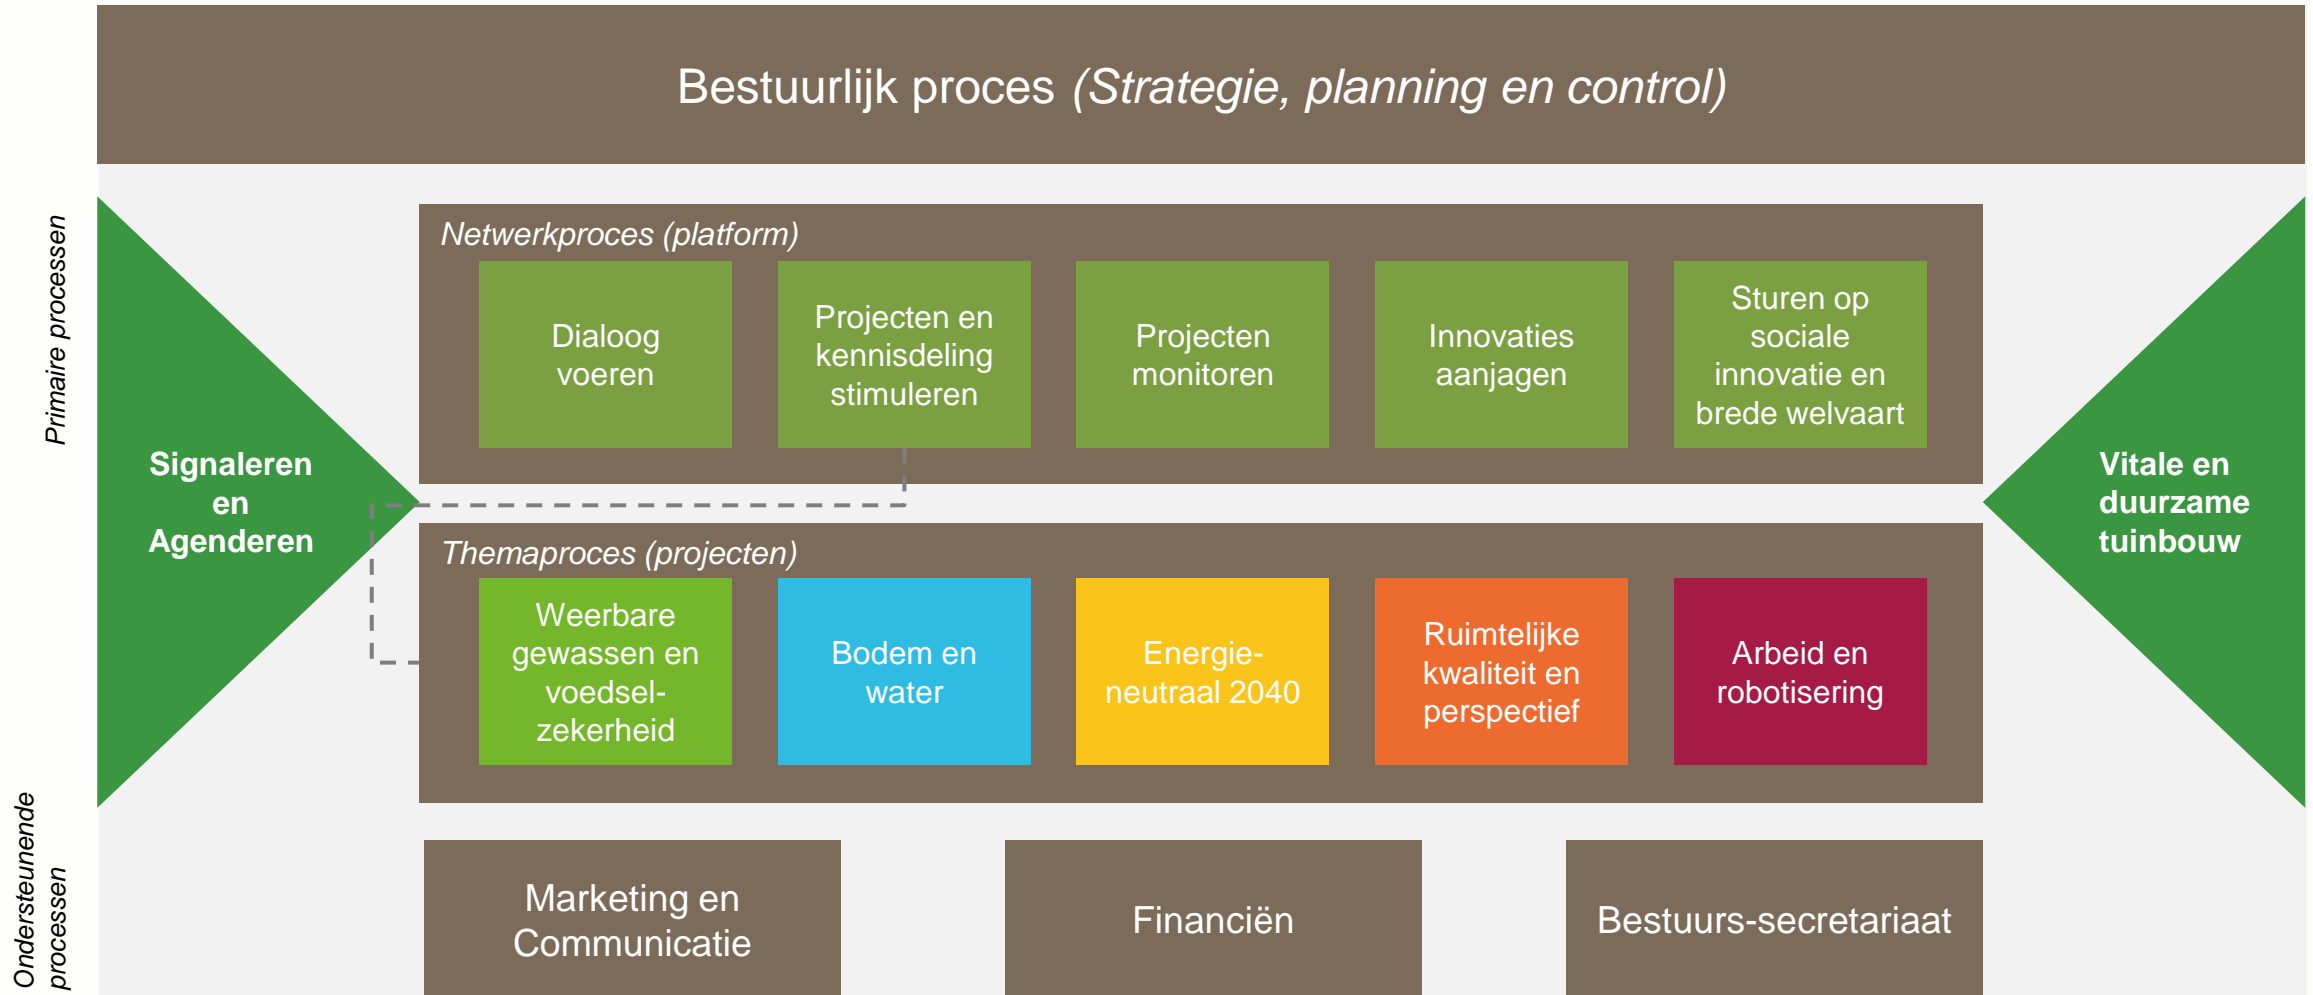 Bestuurlijk proces (Strategie, planning en control)
Primaire processen
Signaleren
en
Agenderen
Netwerkproces (platform)
Dialoog
voeren
Projecten en
kennisdeling
stimuleren
Projecten
monitoren
Innovaties
aanjagen
Sturen op
sociale
innovatie en
brede welvaart
Themaproces (projecten)
Weerbare
gewassen en
voedsel-
zekerheid
Bodem en
water
Energie-
neutraal 2040
Ruimtelijke
kwaliteit en
perspectief
Arbeid en
robotisering
Vitale en
duurzame
tuinbouw
Ondersteunende
processen
Marketing en
Communicatie
Financiën
Bestuurs-secretariaat